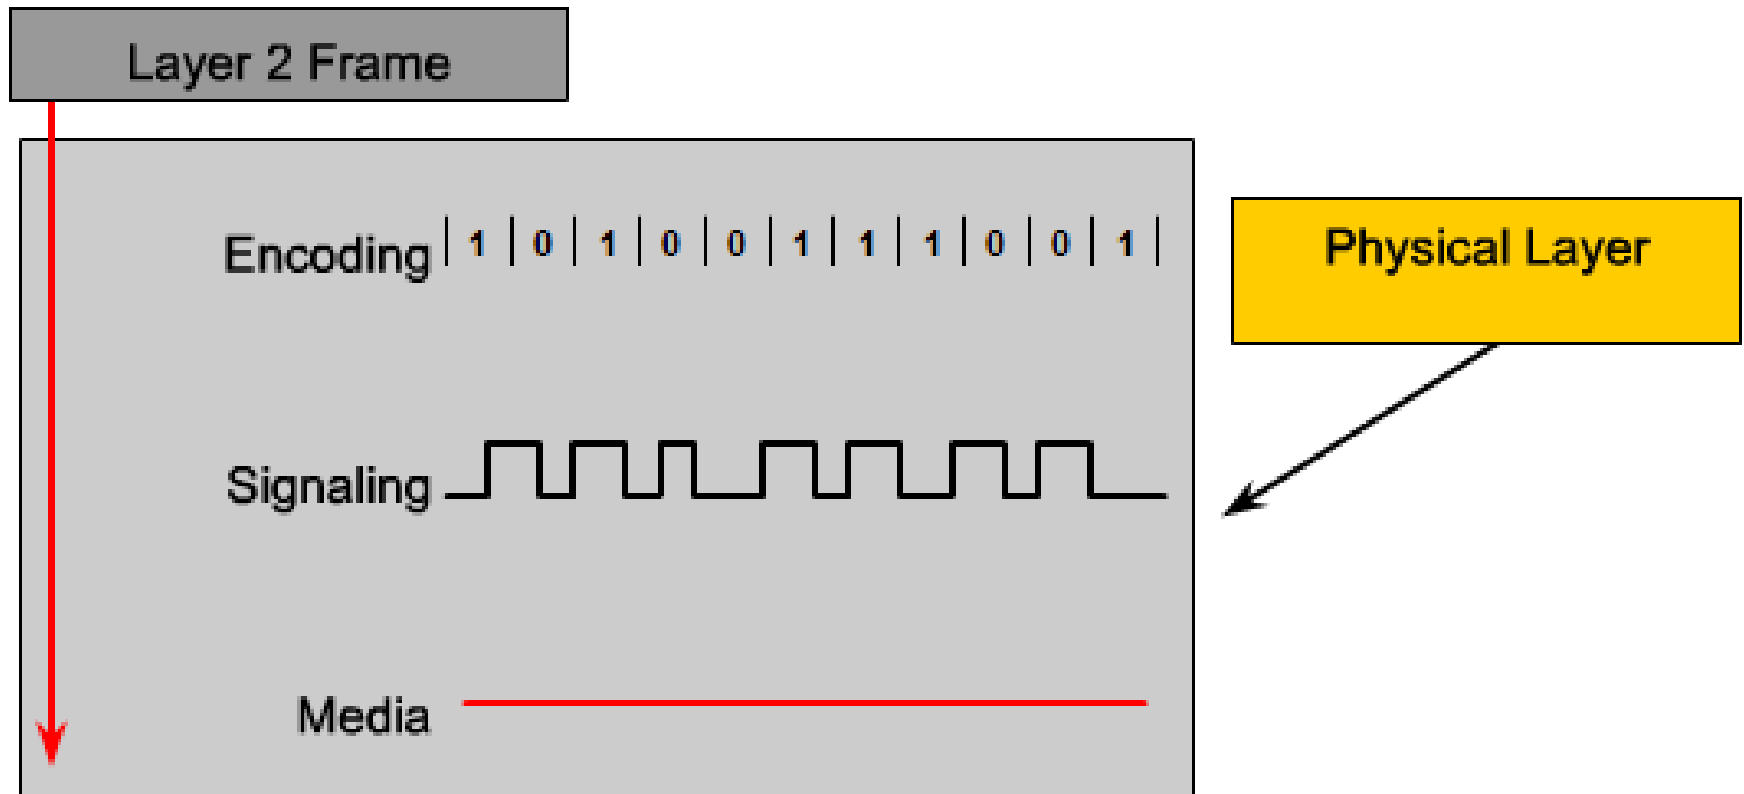 Layer 2 Frame
Encoding | 1 | 0 | 1 | 0 | 0 | 1 | 1 | 1 | 0 | 0 | 1 |
Physical Layer
Signaling
Media